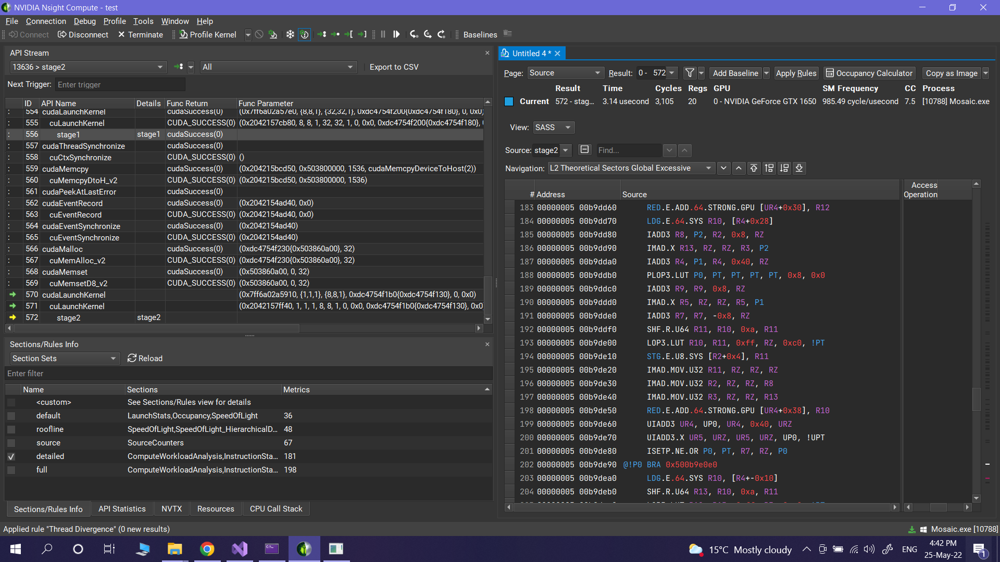 NVIDIA Nsight Compute - test
File Connection Debug Profile Tools Window Help
Connect Disconnect Terminate Profile Kernel Baselines
API Stream
13636 > stage2 All Export to CSV
Next Trigger: Enter trigger
ID API Name Details Func Return Func Parameter
554 cudaLaunchKernel cudaSuccess(0) (0x7ff6a02a57e0, {8,8,1}, {32,32,1}, 0xdc4754f200{0xdc4754f180}, 0, 0x0)
: 555 cuLaunchKernel CUDA_SUCCESS(0) (0x2042157cb80, 8, 8, 1, 32, 32, 1, 0, 0x0, 0xdc4754f200{0xdc4754f180},
: 556 stage1 stage1 cudaSuccess(0)
: 557 cudaThreadSynchronize cudaSuccess(0)
: 558 cuCtxSynchronize CUDA_SUCCESS(0) ()
: 559 cudaMemcpy cudaSuccess(0) (0x204215bcd50, 0x503800000, 1536, cudaMemcpyDeviceToHost(2))
: 560 cuMemcpyDtoH_v2 CUDA_SUCCESS(0) (0x204215bcd50, 0x503800000, 1536)
: 561 cudaPeekAtLastError cudaSuccess(0)
: 562 cudaEventRecord cudaSuccess(0) (0x2042154ad40, 0x0)
: 563 cuEventRecord CUDA_SUCCESS(0) (0x2042154ad40, 0x0)
: 564 cudaEventSynchronize cudaSuccess(0) (0x2042154ad40)
: 565 cuEventSynchronize CUDA_SUCCESS(0) (0x2042154ad40)
: 566 cudaMalloc cudaSuccess(0) (0xdc4754f230{0x503860a00}, 32)
: 567 cuMemAlloc_v2 CUDA_SUCCESS(0) (0xdc4754f230{0x503860a00}, 32)
: 568 cudaMemset cudaSuccess(0) (0x503860a00, 0, 32)
: 569 cuMemsetD8_v2 CUDA_SUCCESS(0) (0x503860a00, 0, 32)
570 cudaLaunchKernel (0x7ff6a02a5910, {1,1,1}, {8,8,1}, 0xdc4754f1b0{0xdc4754f130}, 0, 0x0)
571 cuLaunchKernel (0x2042157ff40, 1, 1, 1, 8, 8, 1, 0, 0x0, 0xdc4754f1b0{0xdc4754f130}, 0x0
572 stage2 stage2
Sections/Rules Info
Section Sets Reload
Enter filter
Name Sections Metrics
<custom> See Sections/Rules view for details
default LaunchStats,Occupancy,SpeedOfLight 36
roofline SpeedOfLight,SpeedOfLight_HierarchicalD... 48
source SourceCounters 67
detailed ComputeWorkloadAnalysis,InstructionSta... 181
full ComputeWorkloadAnalysis,InstructionSta... 198
Sections/Rules Info API Statistics NVTX Resources CPU Call Stack
Applied rule "Thread Divergence" (0 new results)
Untitled 4 *
Page: Source Result: 0 - 572 Add Baseline Apply Rules Occupancy Calculator Copy as Image
Result Time Cycles Regs GPU SM Frequency CC Process
Current 572 - stag... 3.14 usecond 3,105 20 0 - NVIDIA GeForce GTX 1650 985.49 cycle/usecond 7.5 [10788] Mosaic.exe
View: SASS
Source: stage2 Find...
Navigation: L2 Theoretical Sectors Global Excessive
# Address Source Access Operation
183 00000005 00b9dd60 RED.E.ADD.64.STRONG.GPU [UR4+0x30], R12
184 00000005 00b9dd70 LDG.E.64.SYS R10, [R4+0x28]
185 00000005 00b9dd80 IADD3 R8, P2, R2, 0x8, RZ
186 00000005 00b9dd90 IMAD.X R13, RZ, RZ, R3, P2
187 00000005 00b9dda0 IADD3 R4, P1, R4, 0x40, RZ
188 00000005 00b9ddb0 PLOP3.LUT P0, PT, PT, PT, PT, 0x8, 0x0
189 00000005 00b9ddc0 IADD3 R9, R9, 0x8, RZ
190 00000005 00b9ddd0 IMAD.X R5, RZ, RZ, R5, P1
191 00000005 00b9dde0 IADD3 R7, R7, -0x8, RZ
192 00000005 00b9ddf0 SHF.R.U64 R11, R10, 0xa, R11
193 00000005 00b9de00 LOP3.LUT R10, R11, 0xff, RZ, 0xc0, !PT
194 00000005 00b9de10 STG.E.U8.SYS [R2+0x4], R11
195 00000005 00b9de20 IMAD.MOV.U32 R11, RZ, RZ, RZ
196 00000005 00b9de30 IMAD.MOV.U32 R2, RZ, RZ, R8
197 00000005 00b9de40 IMAD.MOV.U32 R3, RZ, RZ, R13
198 00000005 00b9de50 RED.E.ADD.64.STRONG.GPU [UR4+0x38], R10
199 00000005 00b9de60 UIADD3 UR4, UP0, UR4, 0x40, URZ
200 00000005 00b9de70 UIADD3.X UR5, URZ, UR5, URZ, UP0, !UPT
201 00000005 00b9de80 ISETP.NE.OR P0, PT, R7, RZ, P0
202 00000005 00b9de90 @!P0 BRA 0x500b9e0e0
203 00000005 00b9dea0 LDG.E.64.SYS R10, [R4+-0x10]
204 00000005 00b9deb0 SHF.R.U64 R13, R10, 0xa, R11
Mosaic.exe [10788]
15°C Mostly cloudy ENG 4:42 PM
25-May-22
1